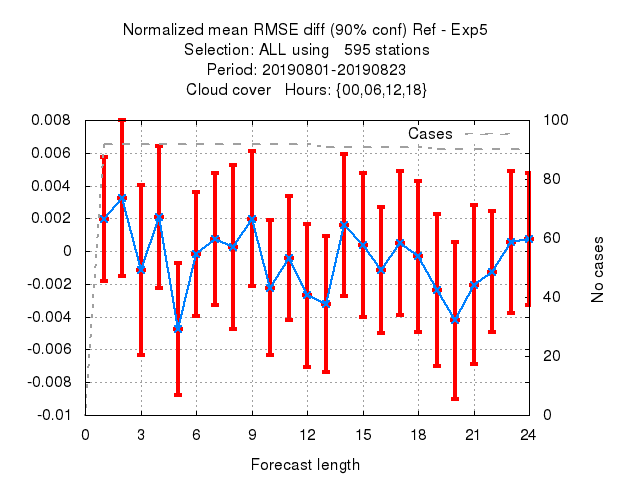 Normalized mean RMSE diff (90% conf) Ref - Exp5
Selection: ALL using   595 stations
Period: 20190801-20190823
Cloud cover   Hours: {00,06,12,18}
Cases
0.008
0.006
0.004
0.002
0
-0.002
-0.004
-0.006
-0.008
-0.01
100
80
60
40
20
0
No cases
0 3 6 9 12 15 18 21 24
Forecast length